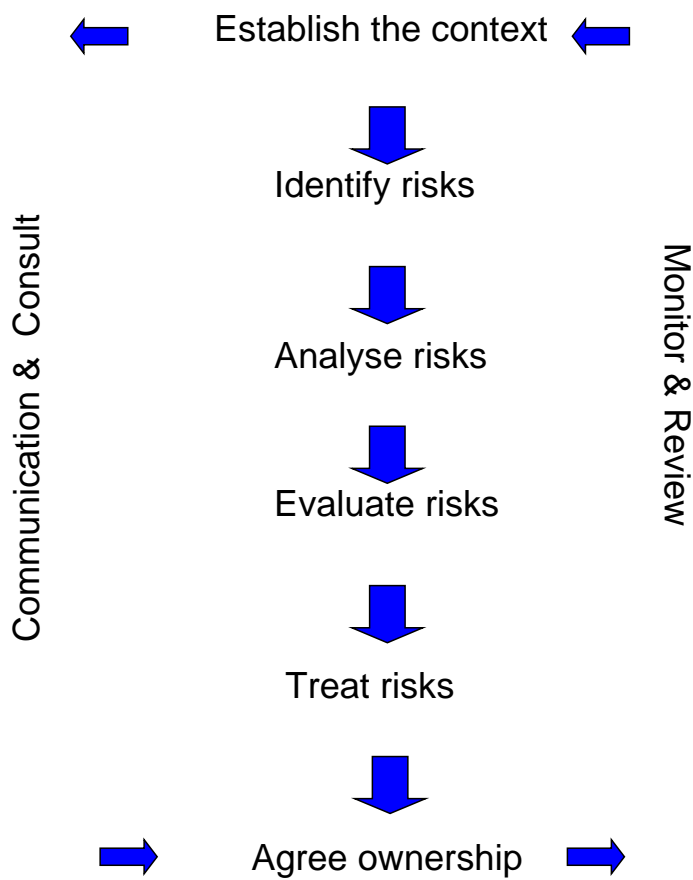 Establish the context
Identify risks
Analyse risks
Evaluate risks
Treat risks
Agree ownership
Communication & Consult
Monitor & Review